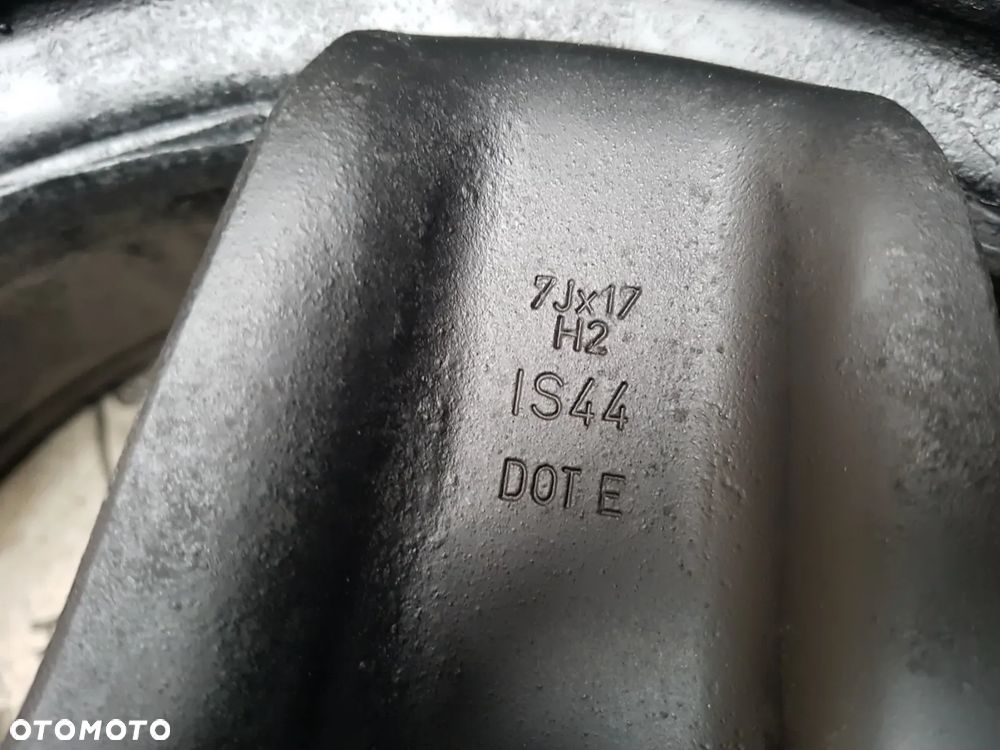 7Jx17
H2
IS44
DOT E
OTOMOTO